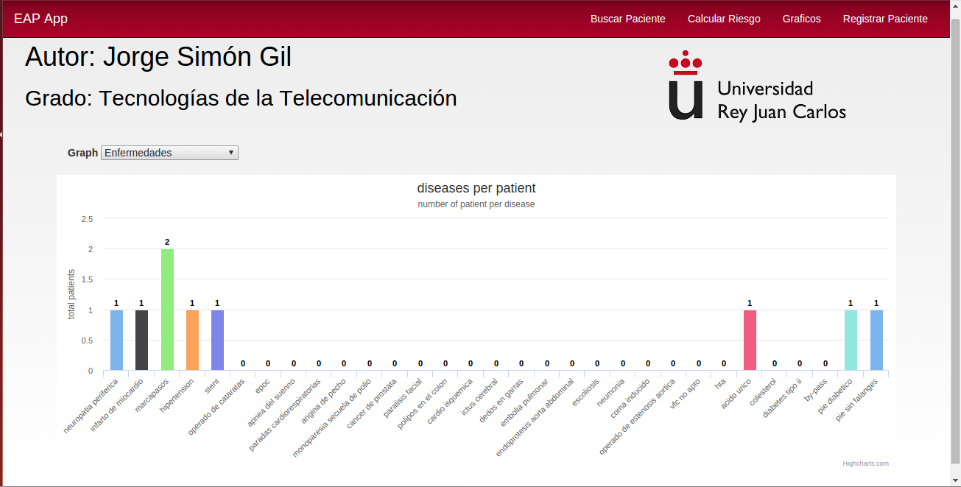 EAP App
Buscar Paciente Calcular Riesgo Graficos Registrar Paciente
Autor: Jorge Simón Gil
Grado: Tecnologías de la Telecomunicación
u
Universidad
Rey Juan Carlos
Graph Enfermedades
diseases per patient
number of patient per disease
total patients
2.5
2
1.5
1
0.5
0
1 1 2 1 1 0 0 0 0 0 0 0 0 0 0 0 0 0 0 0 0 0 0 0 0 1 0 0 0 1 1
neuropatia periferica
infarto de miocardio
marcapasos
hipertension
stent
operado de cataratas
epoc
apnea del suenno
paradas cardiorespiratorias
angina de pecho
monoparesia secuela de polio
cancer de prostata
paralisis facial
polipos en el colon
cardio isquemica
ictus cerebral
dedos en garras
embolia pulmonar
endoprotesis aorta abdominal
escoliosis
neumonia
coma inducido
operado de estenosis aortica
vfc no apto
hta
acido urico
colesterol
diabetes tipo ii
by-pass
pie diabetico
pie sin falanges
Highcharts.com